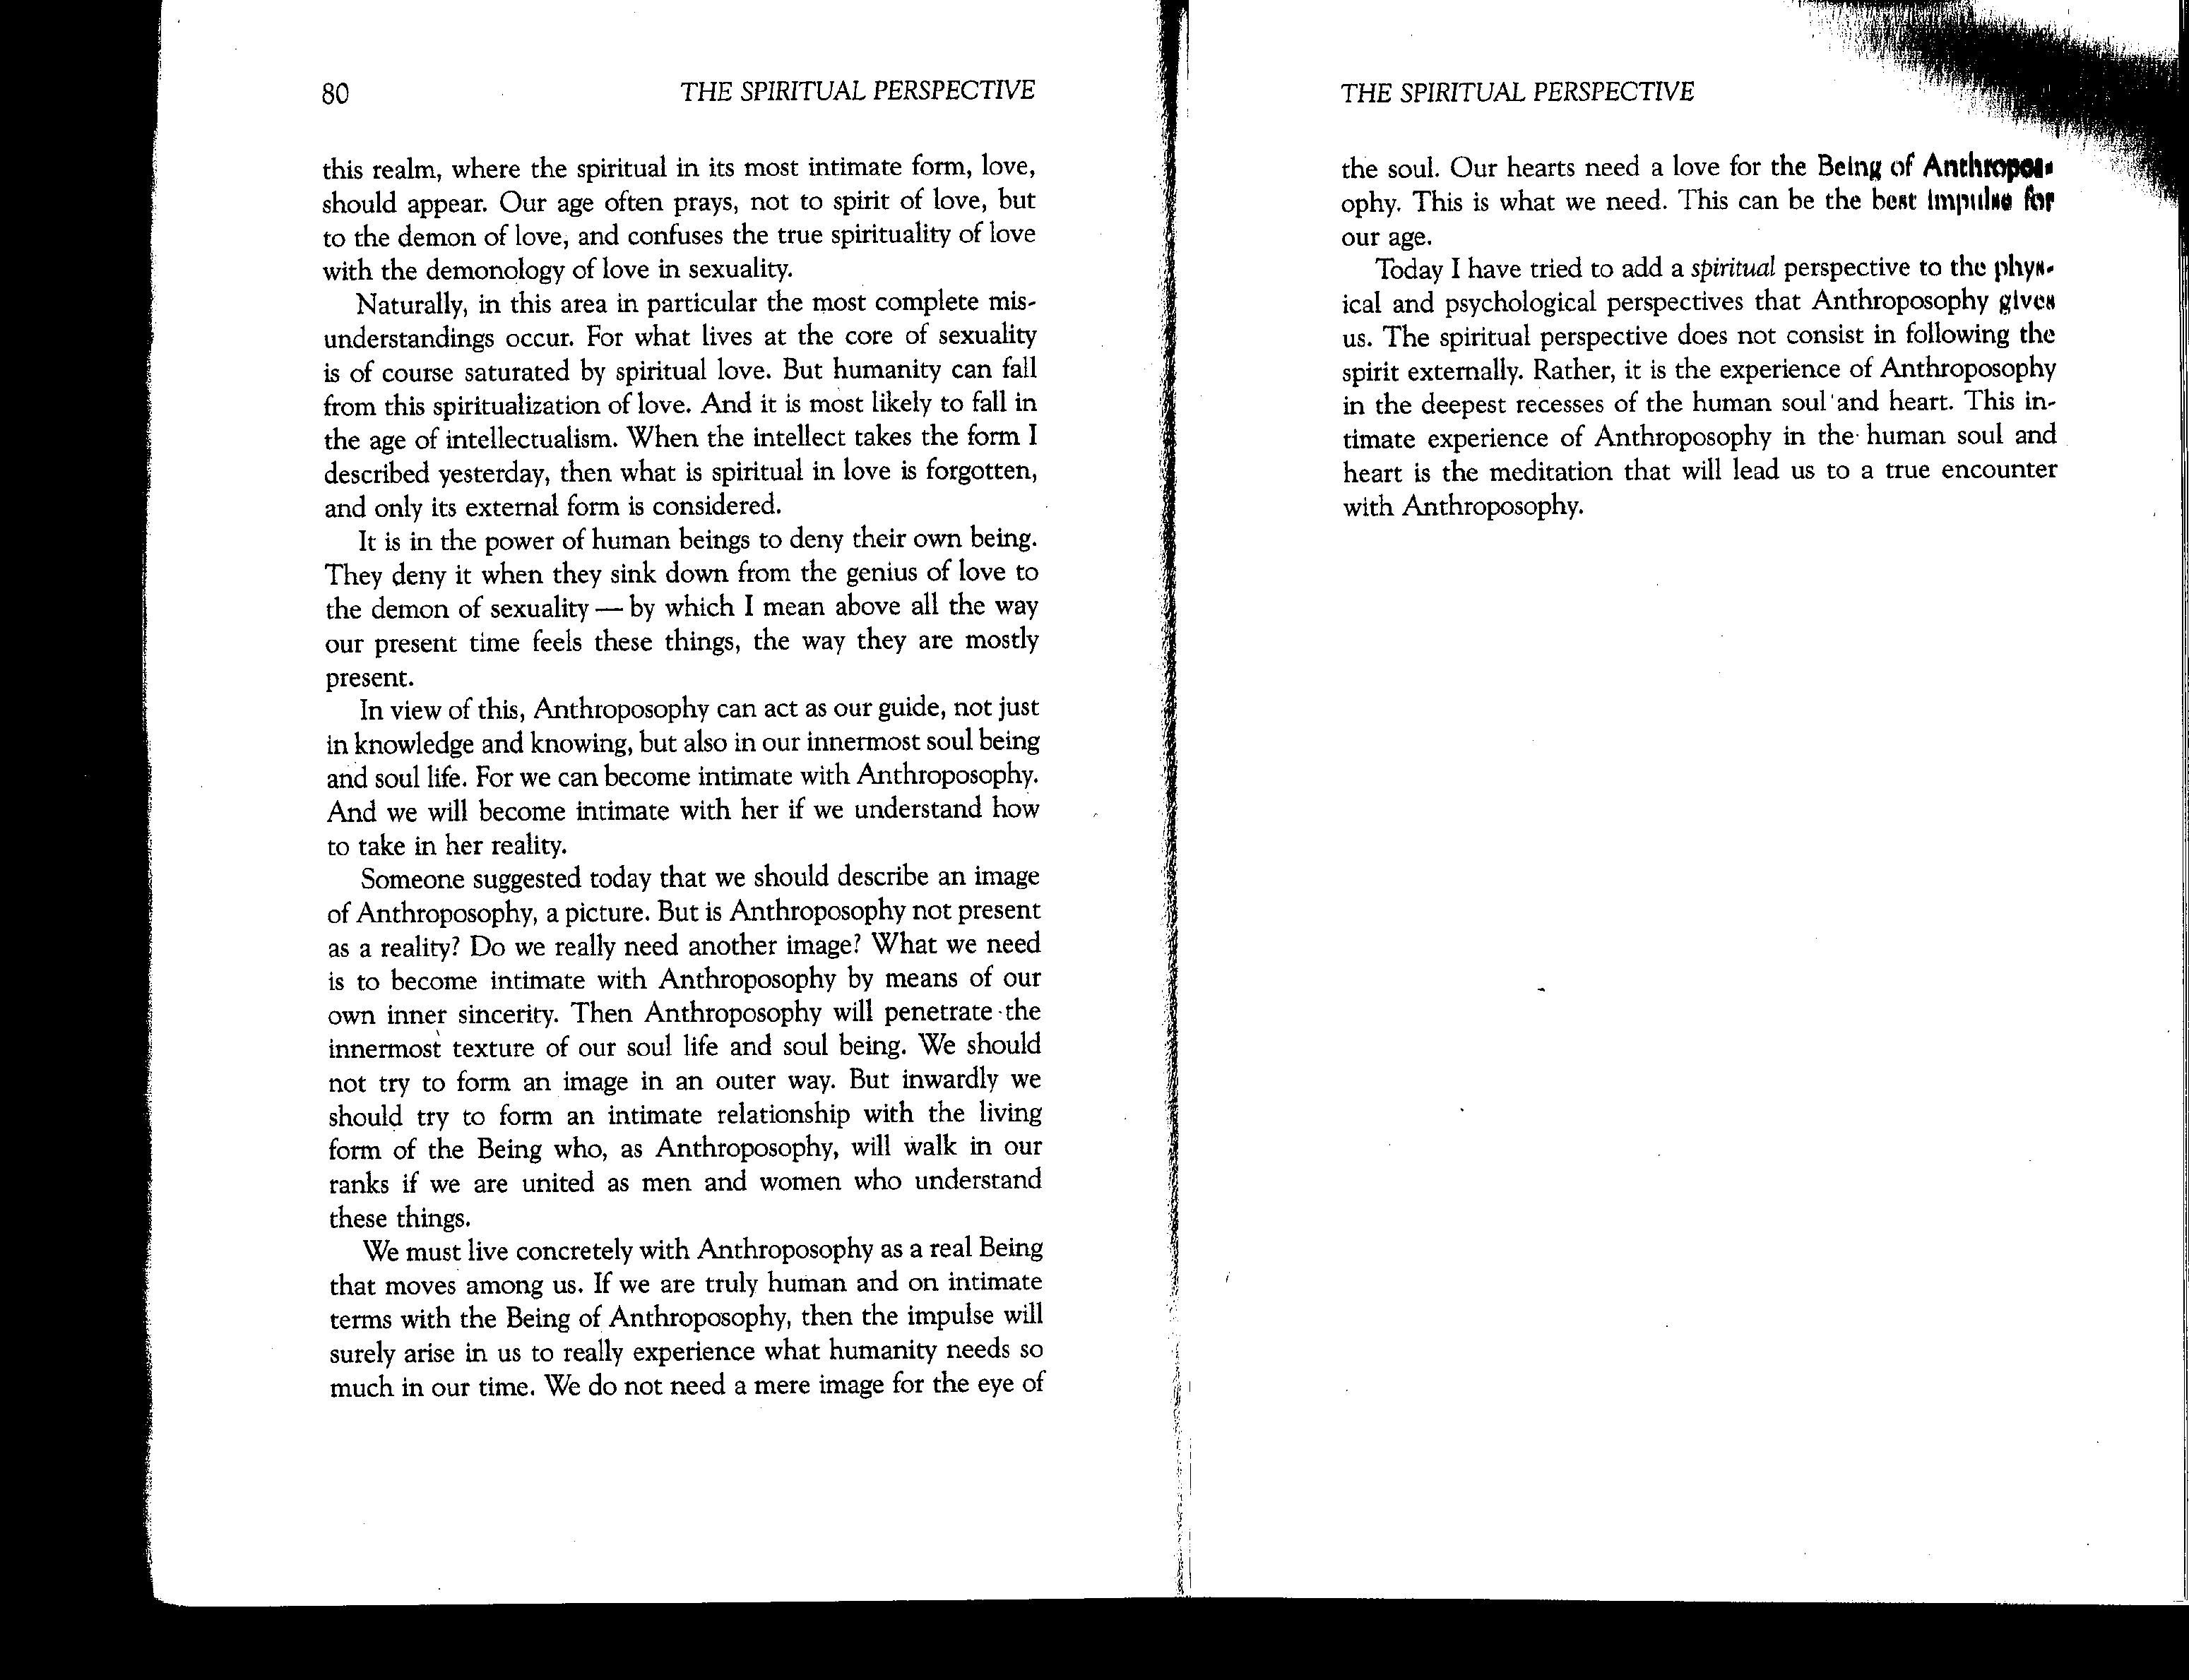 80 THE SPIRITUAL PERSPECTIVE
this realm, where the spiritual in its most intimate form, love,
should appear. Our age often prays, not to spirit of love, but
to the demon of love, and confuses the true spirituality of love
with the demonology of love in sexuality.
Naturally, in this area in particular the most complete mis-
understandings occur. For what lives at the core of sexuality
is of course saturated by spiritual love. But humanity can fall
from this spiritualization of love. And it is most likely to fall in
the age of intellectualism. When the intellect takes the form I
described yesterday, then what is spiritual in love is forgotten,
and only its external form is considered.
It is in the power of human beings to deny their own being.
They deny it when they sink down from the genius of love to
the demon of sexuality — by which I mean above all the way
our present time feels these things, the way they are mostly
present.
In view of this, Anthroposophy can act as our guide, not just
in knowledge and knowing, but also in our innermost soul being
and soul life. For we can become intimate with Anthroposophy.
And we will become intimate with her if we understand how
to take in her reality.
Someone suggested today that we should describe an image
of Anthroposophy, a picture. But is Anthroposophy not present
as a reality? Do we really need another image? What we need
is to become intimate with Anthroposophy by means of our
own inner sincerity. Then Anthroposophy will penetrate the
innermost texture of our soul life and soul being. We should
not try to form an image in an outer way. But inwardly we
should try to form an intimate relationship with the living
form of the Being who, as Anthroposophy, will walk in our
ranks if we are united as men and women who understand
these things.
We must live concretely with Anthroposophy as a real Being
that moves among us. If we are truly human and on intimate
terms with the Being of Anthroposophy, then the impulse will
surely arise in us to really experience what humanity needs so
much in our time. We do not need a mere image for the eye of
THE SPIRITUAL PERSPECTIVE
the soul. Our hearts need a love for the Being of Anthropos-
ophy. This is what we need. This can be the best impulse for
our age.
Today I have tried to add a spiritual perspective to the phys-
ical and psychological perspectives that Anthroposophy gives
us. The spiritual perspective does not consist in following the
spirit externally. Rather, it is the experience of Anthroposophy
in the deepest recesses of the human soul and heart. This in-
timate experience of Anthroposophy in the human soul and
heart is the meditation that will lead us to a true encounter
with Anthroposophy.